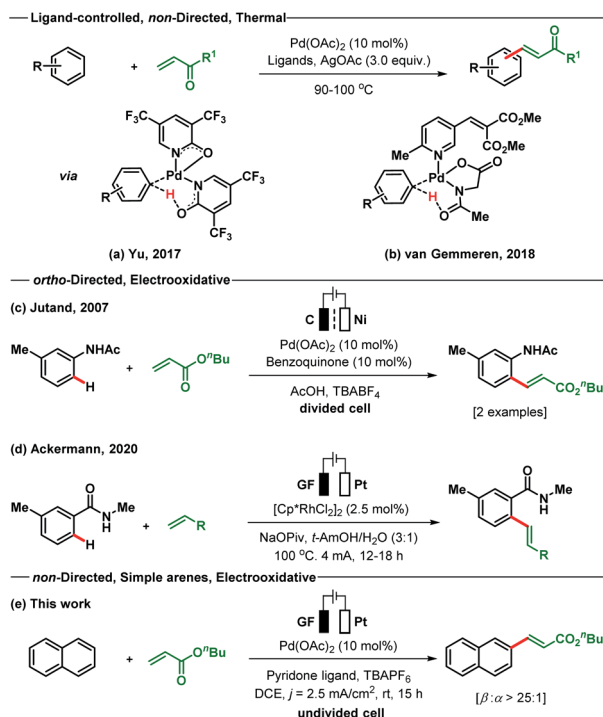 Ligand-controlled, non-Directed, Thermal
R
+
O
R¹
Pd(OAc)₂ (10 mol%)
Ligands, AgOAc (3.0 equiv.)
90-100 °C
R
O
R¹
via
CF₃
CF₃
N
O
Pd
H
N
CF₃
R
O
CF₃
(a) Yu, 2017
CO₂Me
CO₂Me
Me
N
O
Pd
O
H
N
R
O
Me
(b) van Gemmeren, 2018
ortho-Directed, Electrooxidative
(c) Jutand, 2007
Me
NHAc
H
+
OⁿBu
O
C
Ni
Pd(OAc)₂ (10 mol%)
Benzoquinone (10 mol%)
AcOH, TBABF₄
divided cell
Me
NHAc
CO₂ⁿBu
[2 examples]
(d) Ackermann, 2020
O
Me
N
H
Me
H
+
R
GF
Pt
[Cp*RhCl₂]₂ (2.5 mol%)
NaOPiv, t-AmOH/H₂O (3:1)
100 °C. 4 mA, 12-18 h
O
Me
N
H
Me
R
non-Directed, Simple arenes, Electrooxidative
(e) This work
+
OⁿBu
O
GF
Pt
Pd(OAc)₂ (10 mol%)
Pyridone ligand, TBAPF₆
DCE, j = 2.5 mA/cm², rt, 15 h
undivided cell
CO₂ⁿBu
[β:α > 25:1]